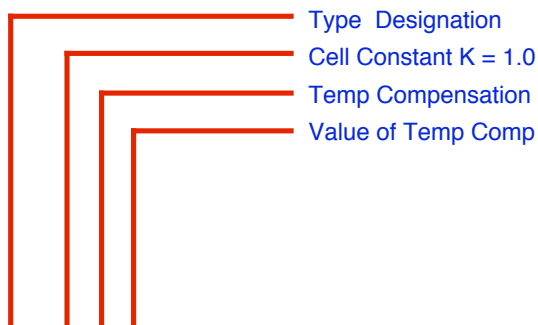 Type Designation
Cell Constant K = 1.0
Temp Compensation
Value of Temp Comp